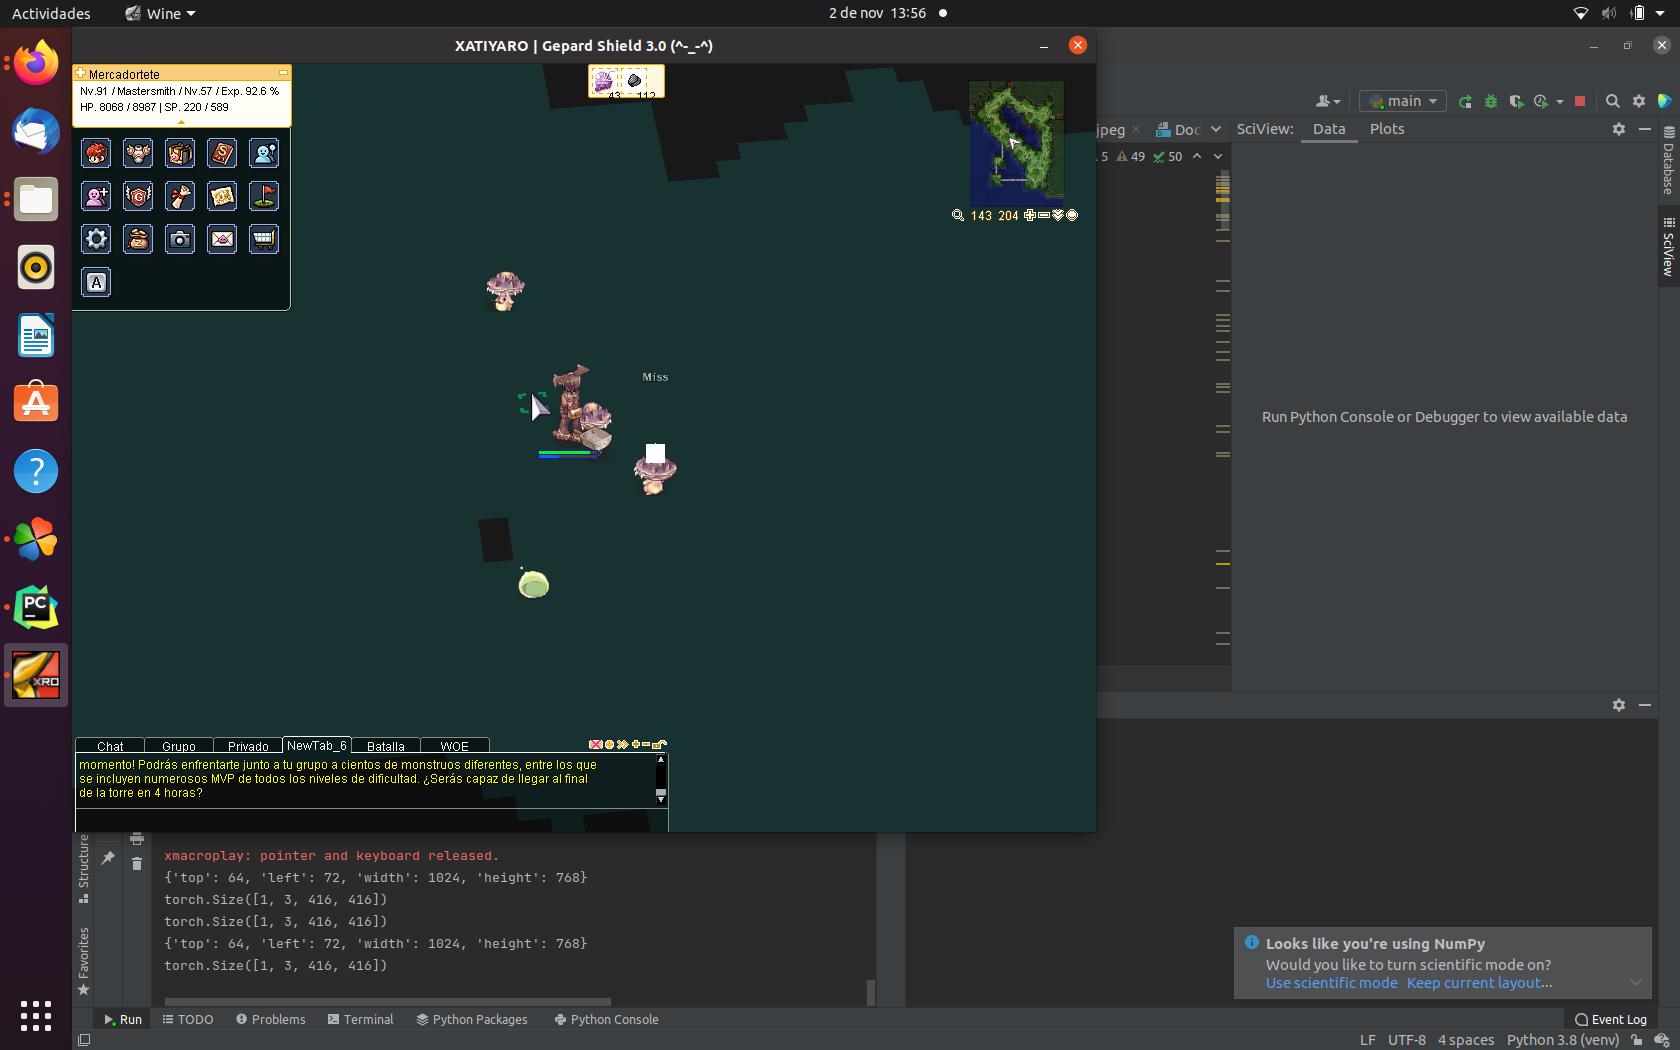 Actividades
Wine
2 de nov 13:56
XATIYARO | Gepard Shield 3.0 (^-_-^)
Mercadortete
Nv.91 / Mastersmith / Nv.57 / Exp. 92.6 %
HP. 8068 / 8987 | SP. 220 / 589
A
43 112
143 204
Miss
Chat
Grupo
Privado
NewTab_6
Batalla
WOE
momento! Podrás enfrentarte junto a tu grupo a cientos de monstruos diferentes, entre los que
se incluyen numerosos MVP de todos los niveles de dificultad. ¿Serás capaz de llegar al final
de la torre en 4 horas?
main
jpeg
Doc
SciView:
Data
Plots
5 49 50
Database
SciView
Run Python Console or Debugger to view available data
PC
XRO
Structure
Favorites
xmacroplay: pointer and keyboard released.
{'top': 64, 'left': 72, 'width': 1024, 'height': 768}
torch.Size([1, 3, 416, 416])
torch.Size([1, 3, 416, 416])
{'top': 64, 'left': 72, 'width': 1024, 'height': 768}
torch.Size([1, 3, 416, 416])
Looks like you're using NumPy
Would you like to turn scientific mode on?
Use scientific mode Keep current layout...
Run
TODO
Problems
Terminal
Python Packages
Python Console
Event Log
LF UTF-8 4 spaces Python 3.8 (venv)